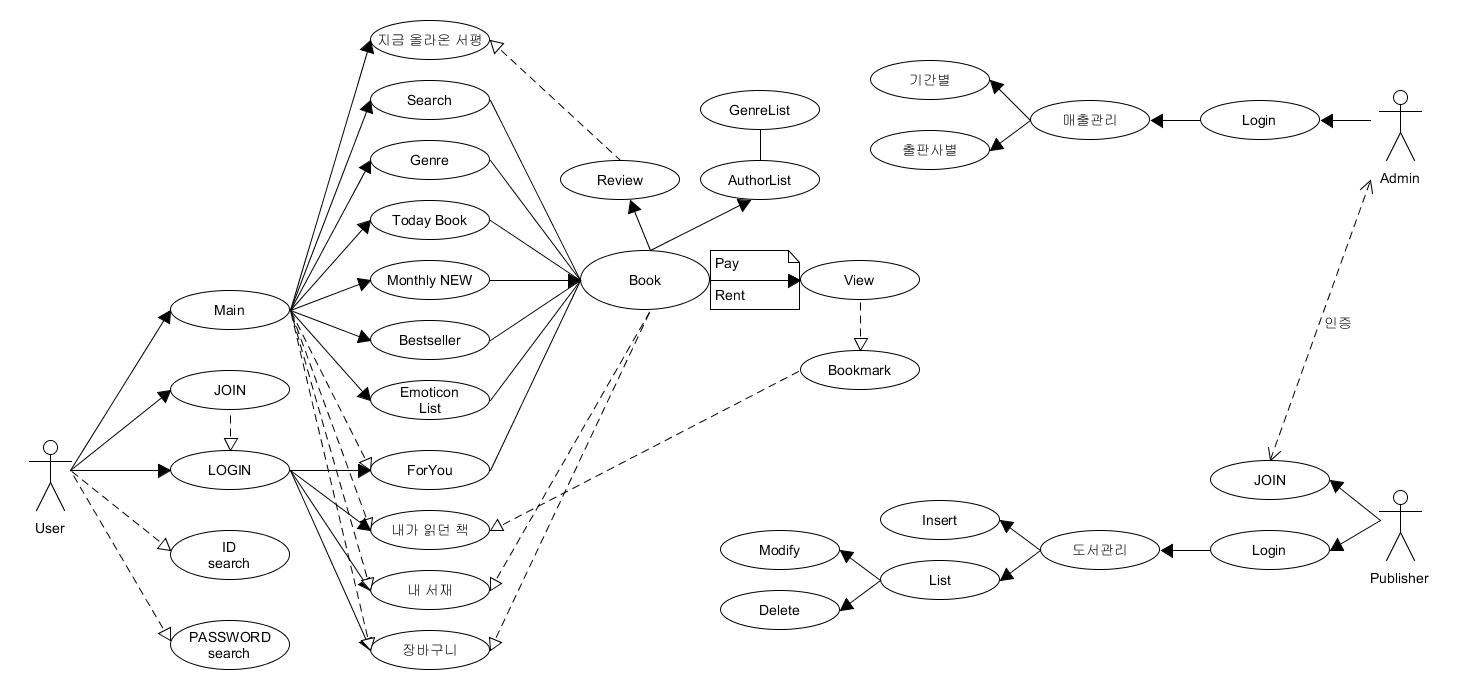 지금 올라온 서평
Search
Genre
Today Book
Monthly NEW
Bestseller
Emoticon
List
ForYou
내가 읽던 책
내 서재
장바구니
Main
JOIN
LOGIN
ID
search
PASSWORD
search
User
GenreList
Review
AuthorList
Book
Pay
Rent
View
Bookmark
기간별
출판사별
매출관리
Login
Admin
인증
JOIN
Login
Publisher
도서관리
Insert
List
Modify
Delete